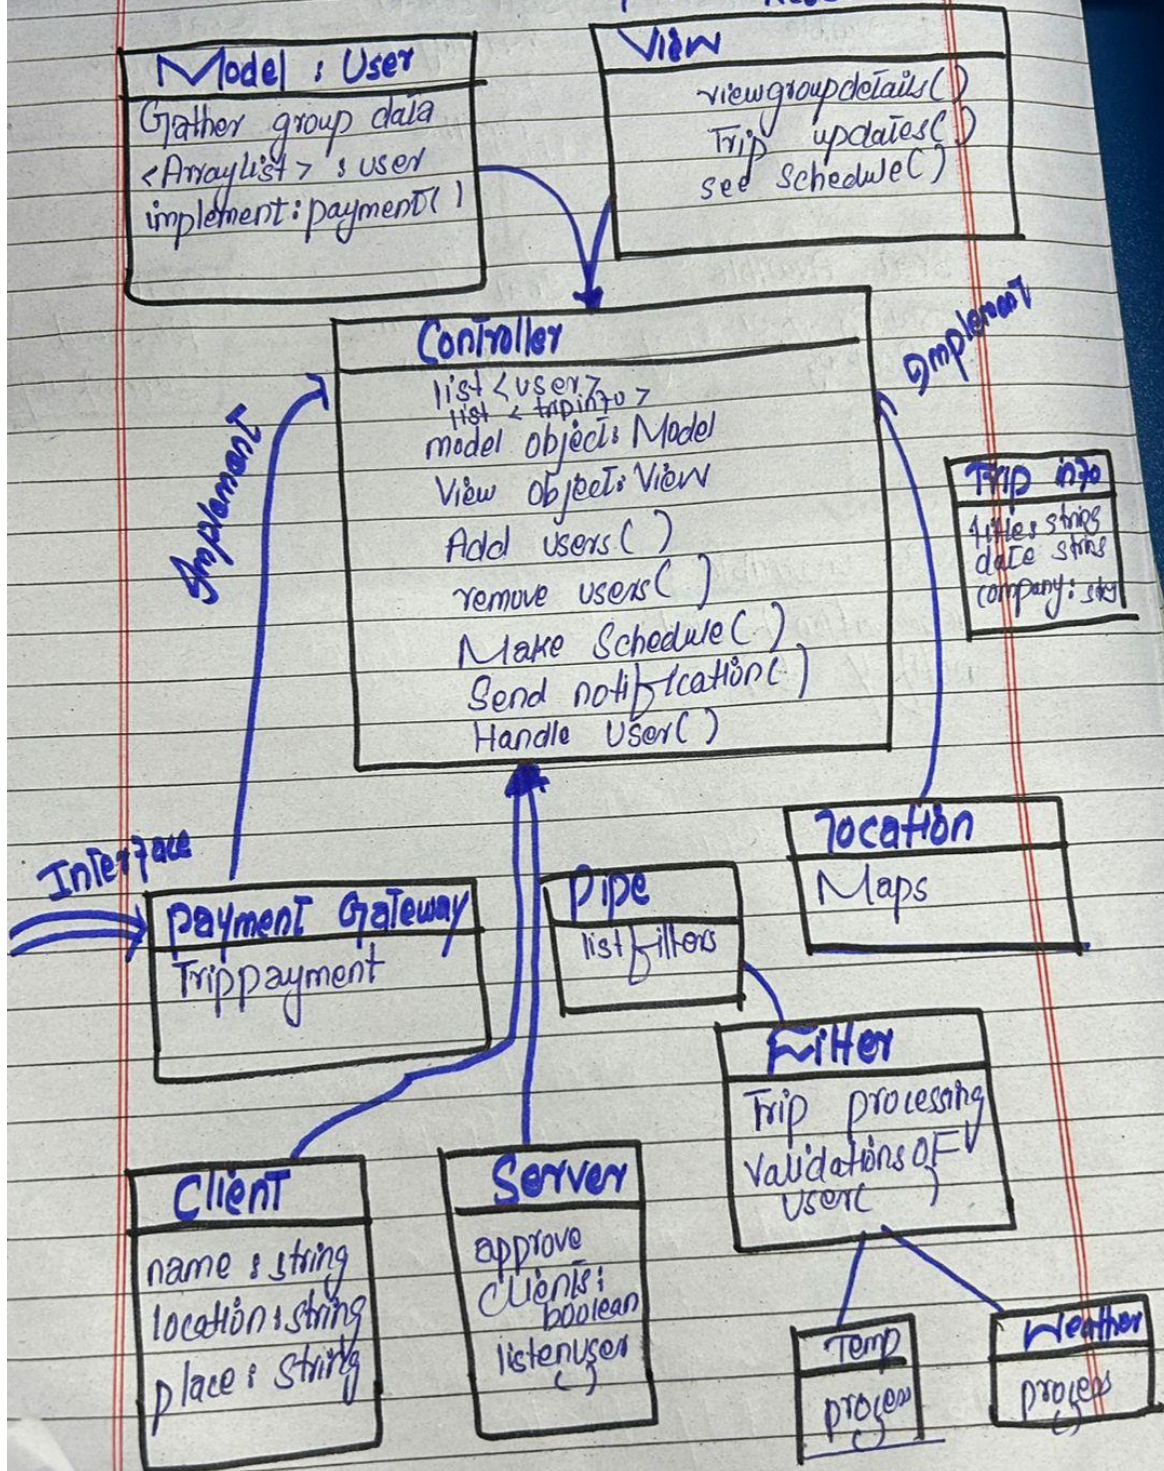 Model : User
Gather group data
<Arraylist> : user
implement: payment( )
View
viewgroupdetails( )
Trip updates( )
see schedule( )
Controller
list <user>
list < tripinfo >
model object: Model
View object: View
Add users( )
remove users( )
Make Schedule( )
Send notification( )
Handle User( )
Implement
Implement
Trip info
title: string
date string
company:
Interface
Payment Gateway
Trippayment
location
Maps
Pipe
listfilters
Filter
Trip processing
validations OF
user( )
Client
name : string
location : string
place : string
Server
approve
clients :
boolean
listenuser
( )
Temp
process
()
Weather
process
()